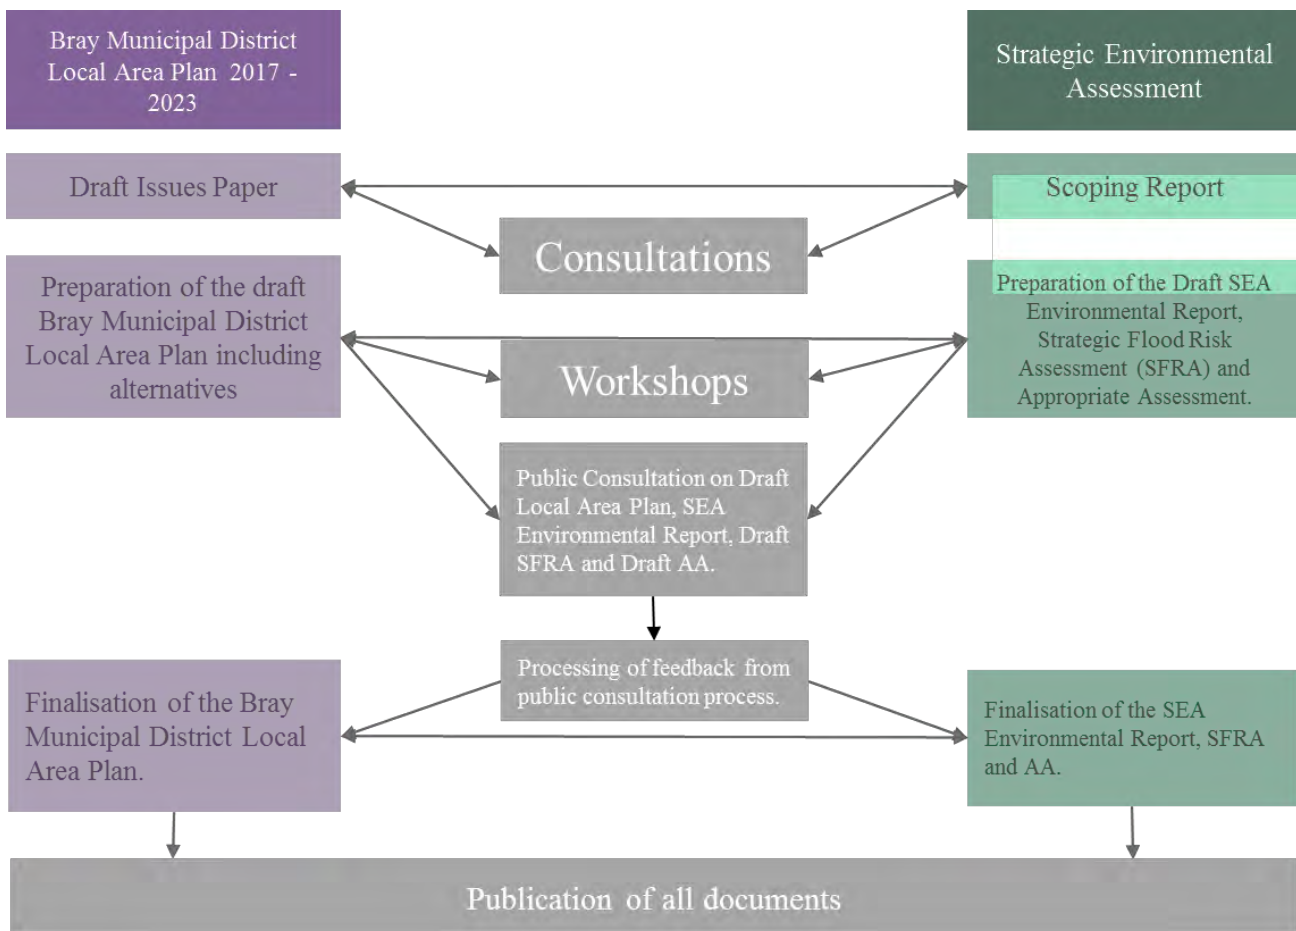 Bray Municipal District
Local Area Plan 2017 -
2023
Strategic Environmental
Assessment
Draft Issues Paper
Scoping Report
Consultations
Preparation of the draft
Bray Municipal District
Local Area Plan including
alternatives
Preparation of the Draft SEA
Environmental Report,
Strategic Flood Risk
Assessment (SFRA) and
Appropriate Assessment.
Workshops
Public Consultation on Draft
Local Area Plan, SEA
Environmental Report, Draft
SFRA and Draft AA.
Processing of feedback from
public consultation process.
Finalisation of the Bray
Municipal District Local
Area Plan.
Finalisation of the SEA
Environmental Report, SFRA
and AA.
Publication of all documents